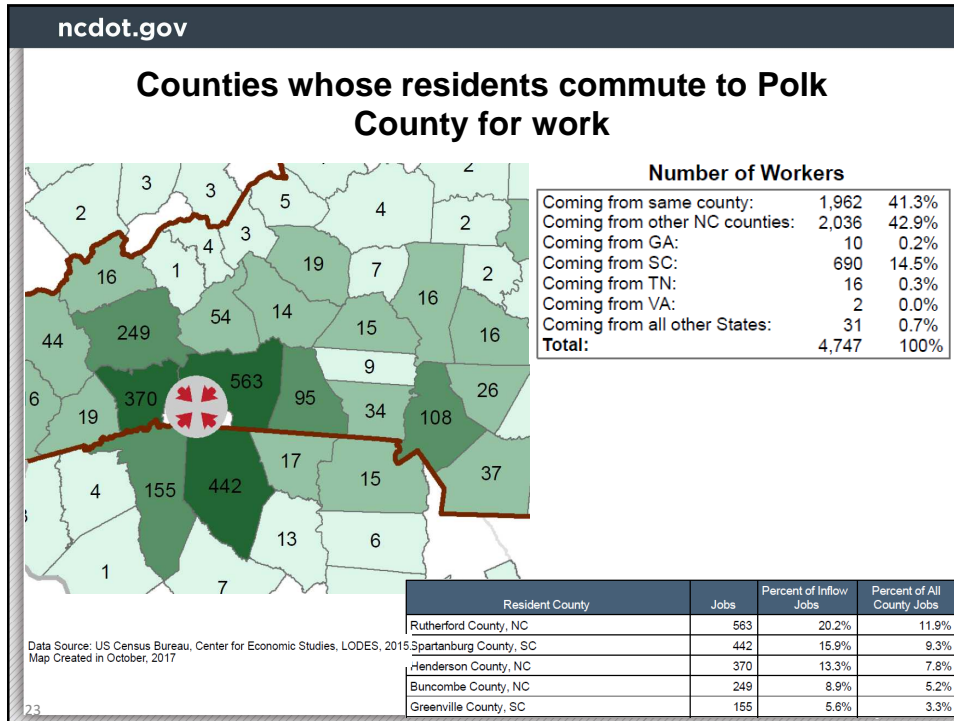 ncdot.gov
Counties whose residents commute to Polk
County for work
2
3
3
5
4
2
2
4
3
1
16
19
7
2
16
54
14
15
16
44
249
9
6
19
370
563
95
34
108
26
17
15
37
4
155
442
13
6
1
7
Number of Workers
Coming from same county: 1,962 41.3%
Coming from other NC counties: 2,036 42.9%
Coming from GA: 10 0.2%
Coming from SC: 690 14.5%
Coming from TN: 16 0.3%
Coming from VA: 2 0.0%
Coming from all other States: 31 0.7%
Total: 4,747 100%
Data Source: US Census Bureau, Center for Economic Studies, LODES, 2015.
Map Created in October, 2017
Resident County Jobs Percent of Inflow Jobs Percent of All County Jobs
Rutherford County, NC 563 20.2% 11.9%
Spartanburg County, SC 442 15.9% 9.3%
Henderson County, NC 370 13.3% 7.8%
Buncombe County, NC 249 8.9% 5.2%
Greenville County, SC 155 5.6% 3.3%
23